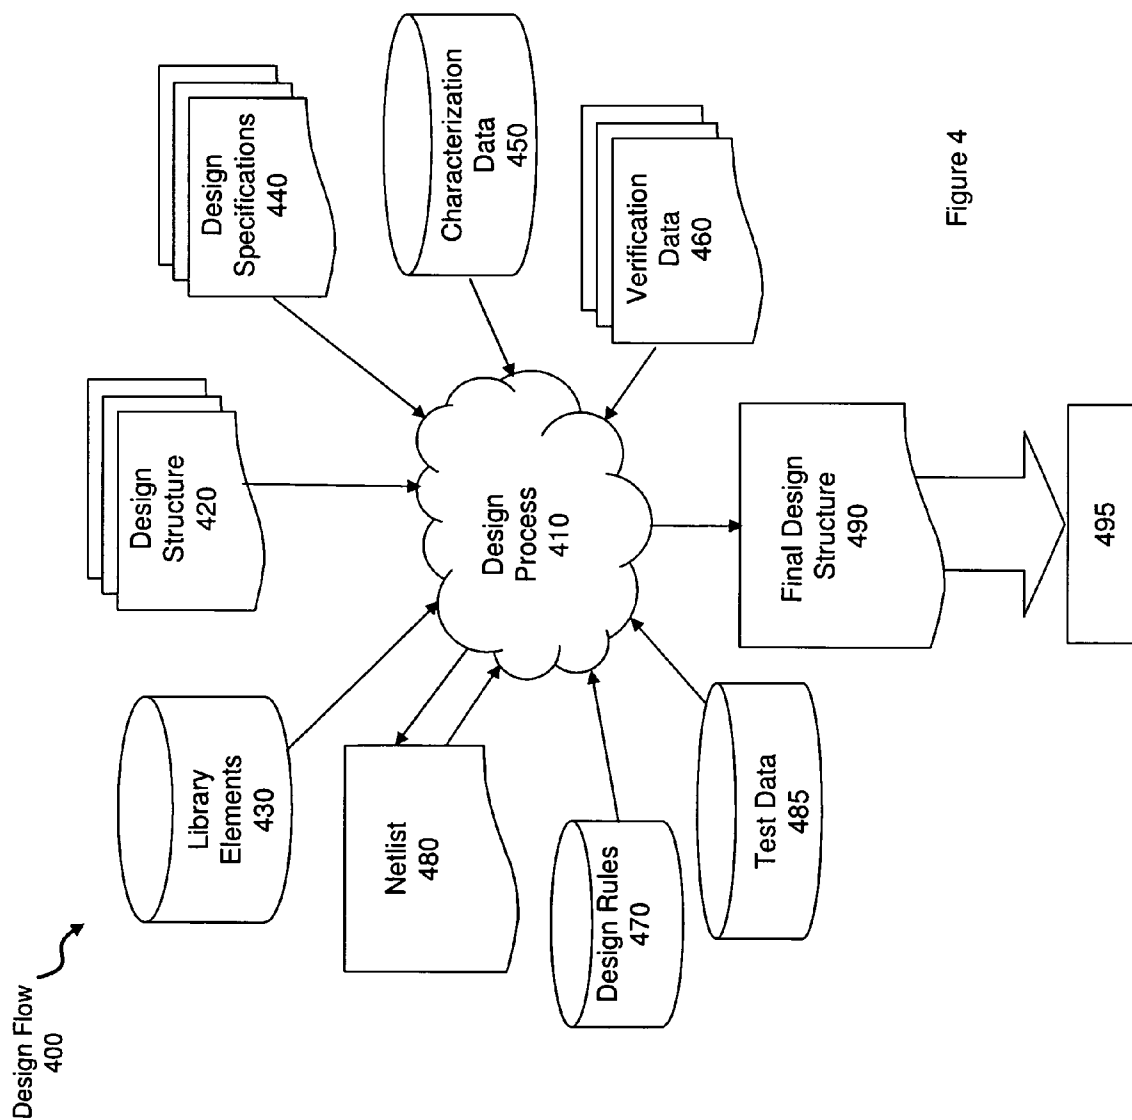 Design Flow
400
Library
Elements
430
Design
Structure
420
Design
Specifications
440
Netlist
480
Design
Process
410
Characterization
Data
450
Design Rules
470
Verification
Data
460
Test Data
485
Final Design
Structure
490
495
Figure 4